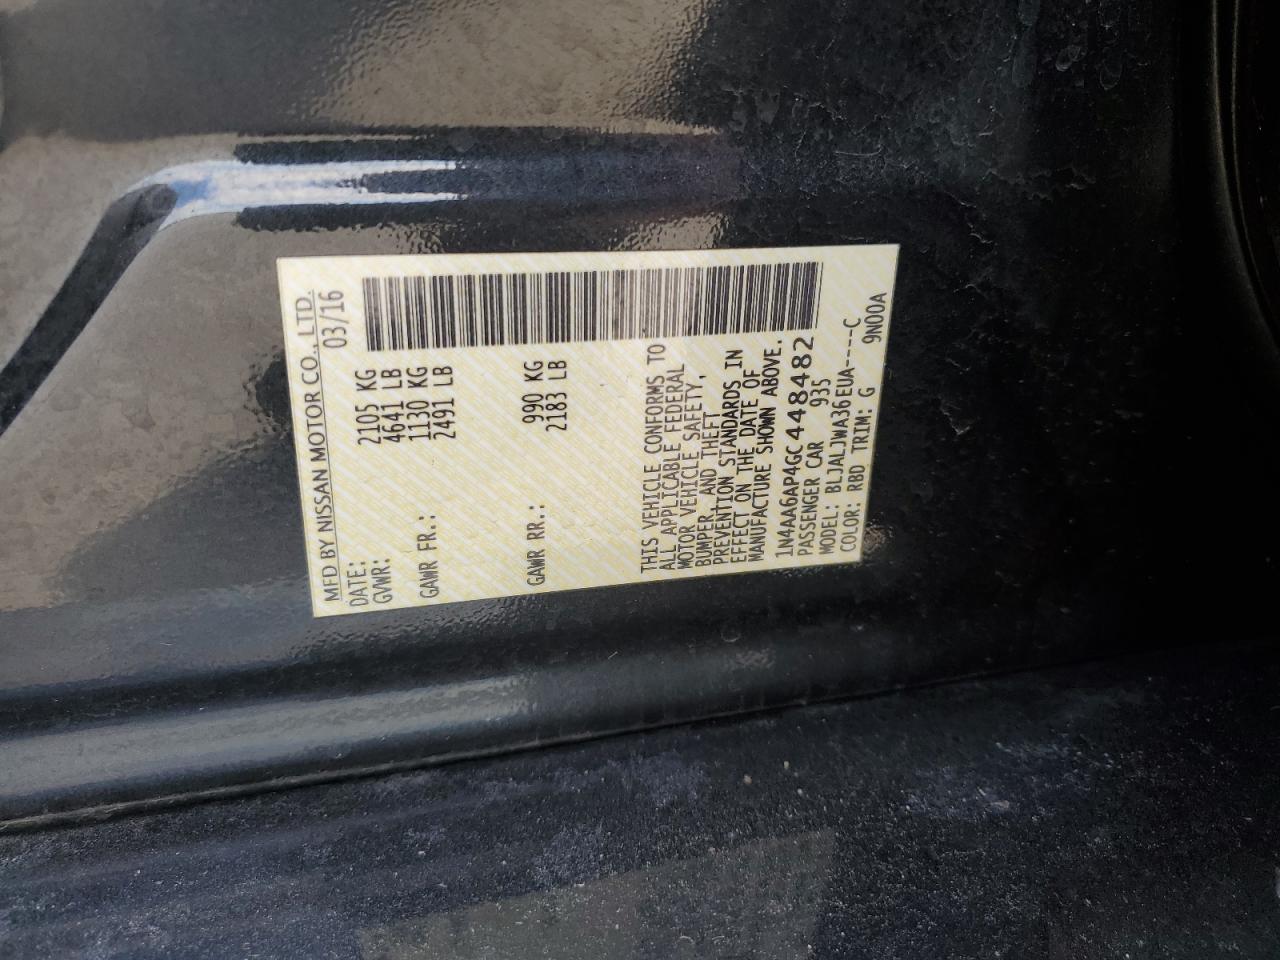 MFD BY NISSAN MOTOR CO., LTD.
DATE: 03/16
GVWR: 2105 KG
4641 LB
GAWR FR.: 1130 KG
2491 LB
GAWR RR.: 990 KG
2183 LB
THIS VEHICLE CONFORMS TO
ALL APPLICABLE FEDERAL
MOTOR VEHICLE SAFETY,
BUMPER, AND THEFT
PREVENTION STANDARDS IN
EFFECT ON THE DATE OF
MANUFACTURE SHOWN ABOVE.
1N4AA6AP4GC448482
PASSENGER CAR 935
MODEL: BLJALJWA36EUA-----C
COLOR: RBD TRIM: G 9N00A